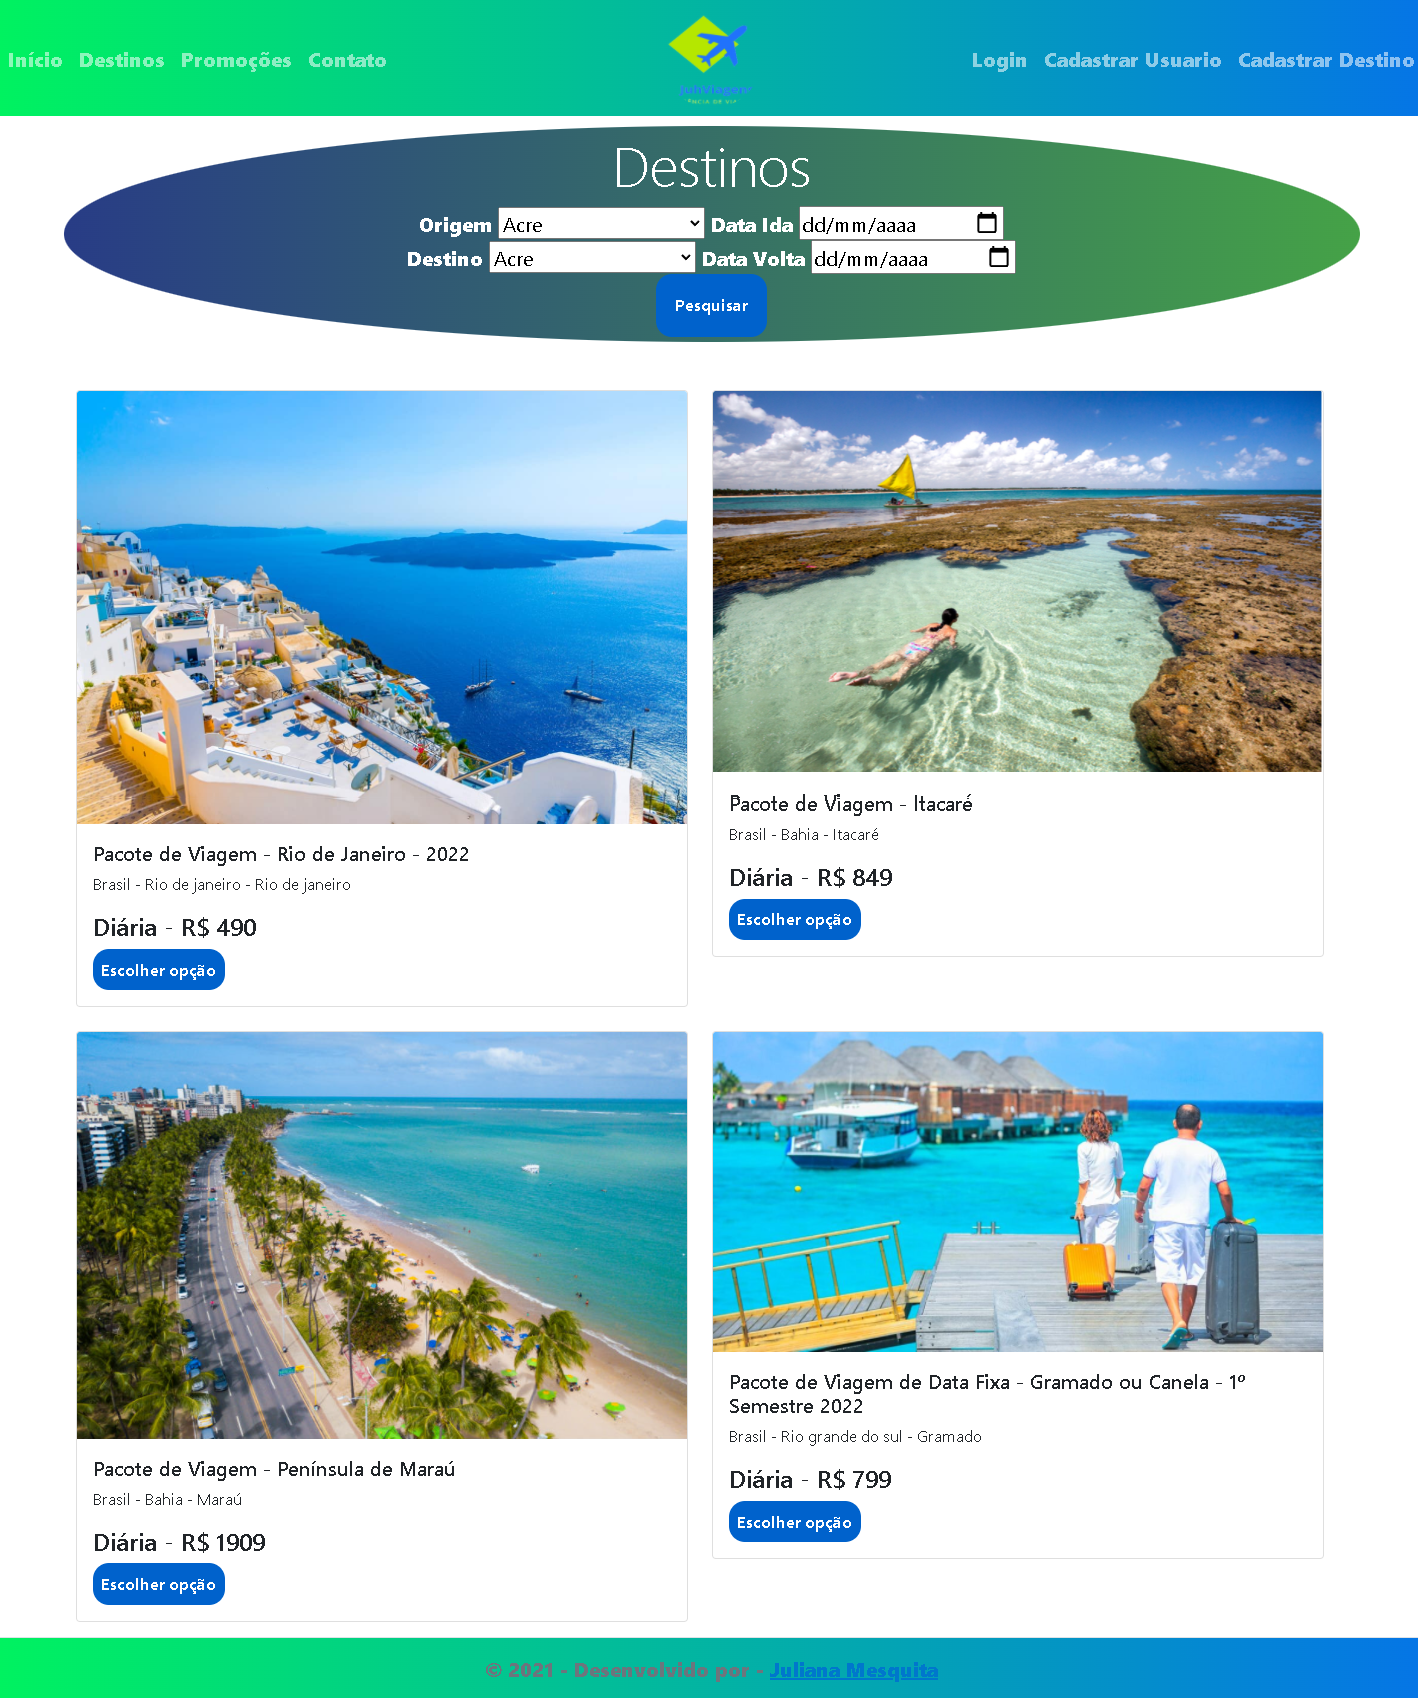 Início Destinos Promoções Contato
JuhViagem
Login Cadastrar Usuario Cadastrar Destino
Destinos
Origem Acre Data Ida dd/mm/aaaa
Destino Acre Data Volta dd/mm/aaaa
Pesquisar
Pacote de Viagem - Rio de Janeiro - 2022
Brasil - Rio de janeiro - Rio de janeiro
Diária - R$ 490
Escolher opção
Pacote de Viagem - Itacaré
Brasil - Bahia - Itacaré
Diária - R$ 849
Escolher opção
Pacote de Viagem - Península de Maraú
Brasil - Bahia - Maraú
Diária - R$ 1909
Escolher opção
Pacote de Viagem de Data Fixa - Gramado ou Canela - 1º
Semestre 2022
Brasil - Rio grande do sul - Gramado
Diária - R$ 799
Escolher opção
© 2021 - Desenvolvido por - Juliana Mesquita